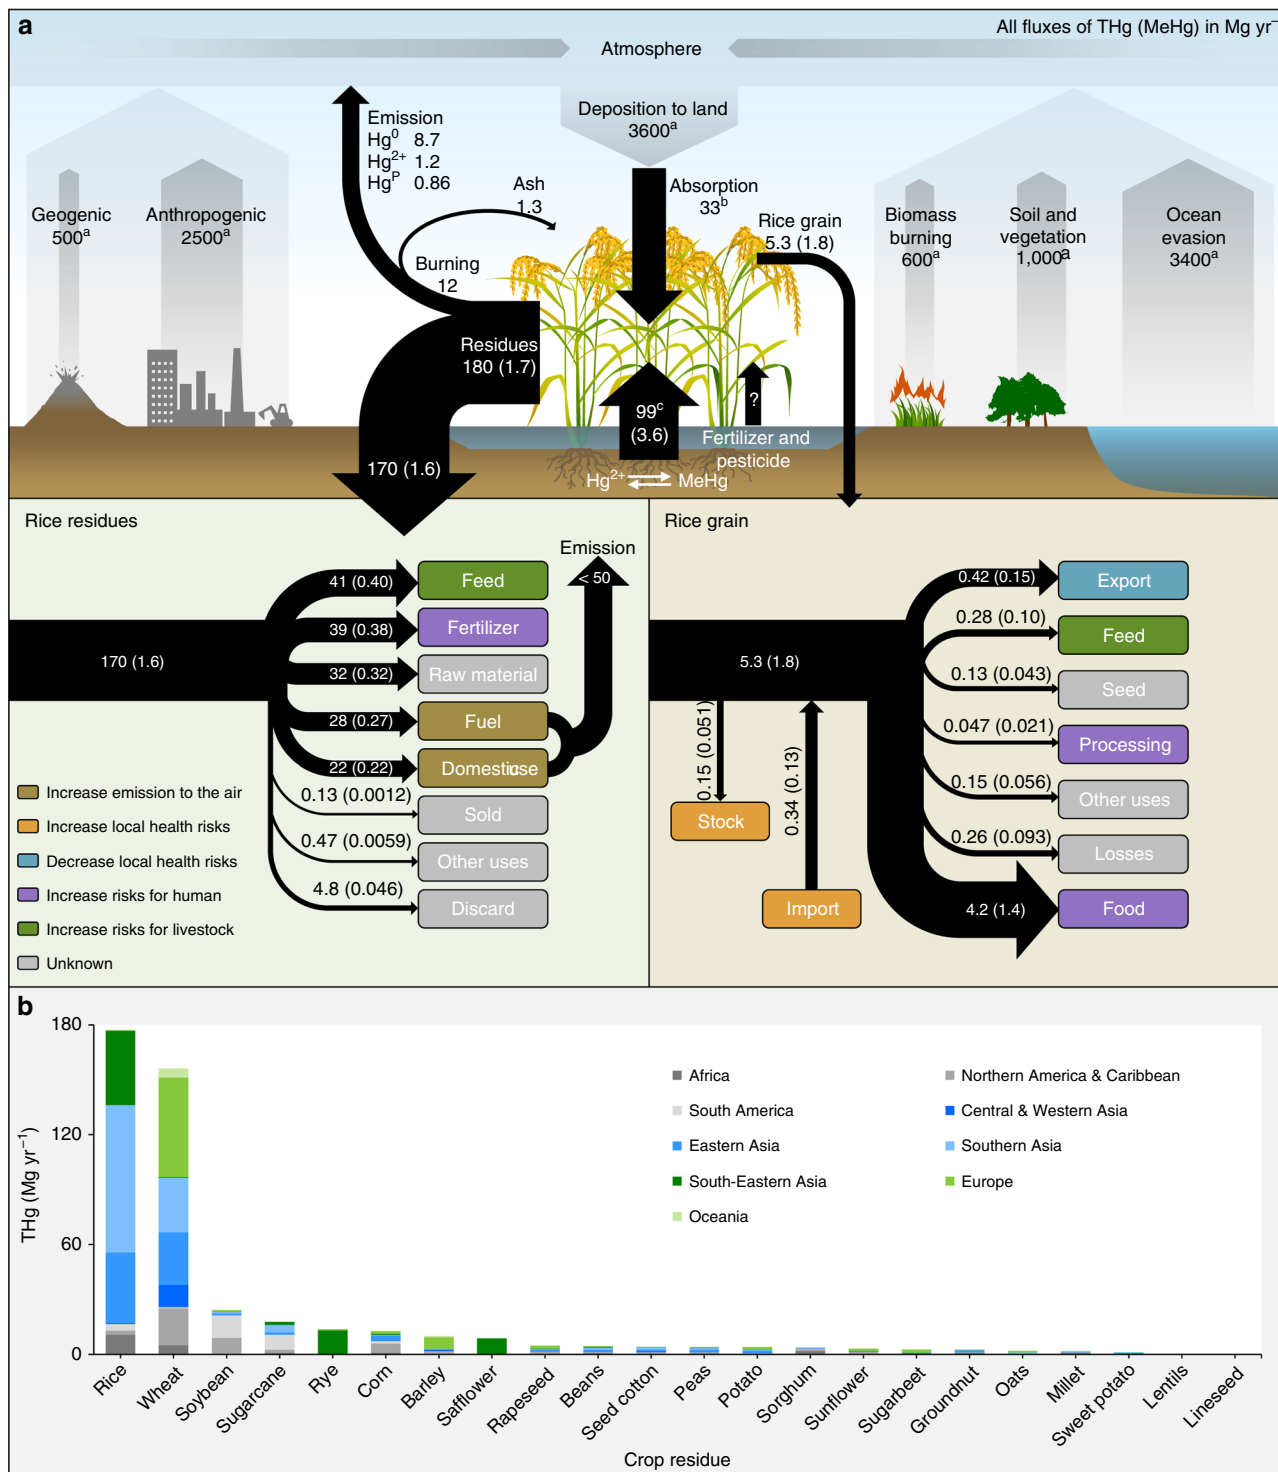 a
All fluxes of THg (MeHg) in Mg yr⁻
Atmosphere
Emission
Hg⁰ 8.7
Hg²⁺ 1.2
Hgᴾ 0.86
Deposition to land
3600ᵃ
Ash
1.3
Absorption
33ᵇ
Rice grain
5.3 (1.8)
Geogenic
500ᵃ
Anthropogenic
2500ᵃ
Biomass
burning
600ᵃ
Soil and
vegetation
1,000ᵃ
Ocean
evasion
3400ᵃ
Burning
12
Residues
180 (1.7)
99ᶜ
(3.6)
?
Fertilizer and
pesticide
170 (1.6)
Hg²⁺ MeHg
Rice residues
Emission
< 50
41 (0.40)
Feed
39 (0.38)
Fertilizer
170 (1.6)
32 (0.32)
Raw material
28 (0.27)
Fuel
22 (0.22)
Domestic use
0.13 (0.0012)
Sold
0.47 (0.0059)
Other uses
4.8 (0.046)
Discard
Increase emission to the air
Increase local health risks
Decrease local health risks
Increase risks for human
Increase risks for livestock
Unknown
Rice grain
0.42 (0.15)
Export
0.28 (0.10)
Feed
5.3 (1.8)
0.13 (0.043)
Seed
0.047 (0.021)
Processing
0.15 (0.051)
Stock
0.34 (0.13)
Import
0.15 (0.056)
Other uses
0.26 (0.093)
Losses
4.2 (1.4)
Food
b
180
120
60
0
THg (Mg yr⁻¹)
Africa
Northern America & Caribbean
South America
Central & Western Asia
Eastern Asia
Southern Asia
South-Eastern Asia
Europe
Oceania
Rice
Wheat
Soybean
Sugarcane
Rye
Corn
Barley
Safflower
Rapeseed
Beans
Seed cotton
Peas
Potato
Sorghum
Sunflower
Sugarbeet
Groundnut
Oats
Millet
Sweet potato
Lentils
Lineseed
Crop residue